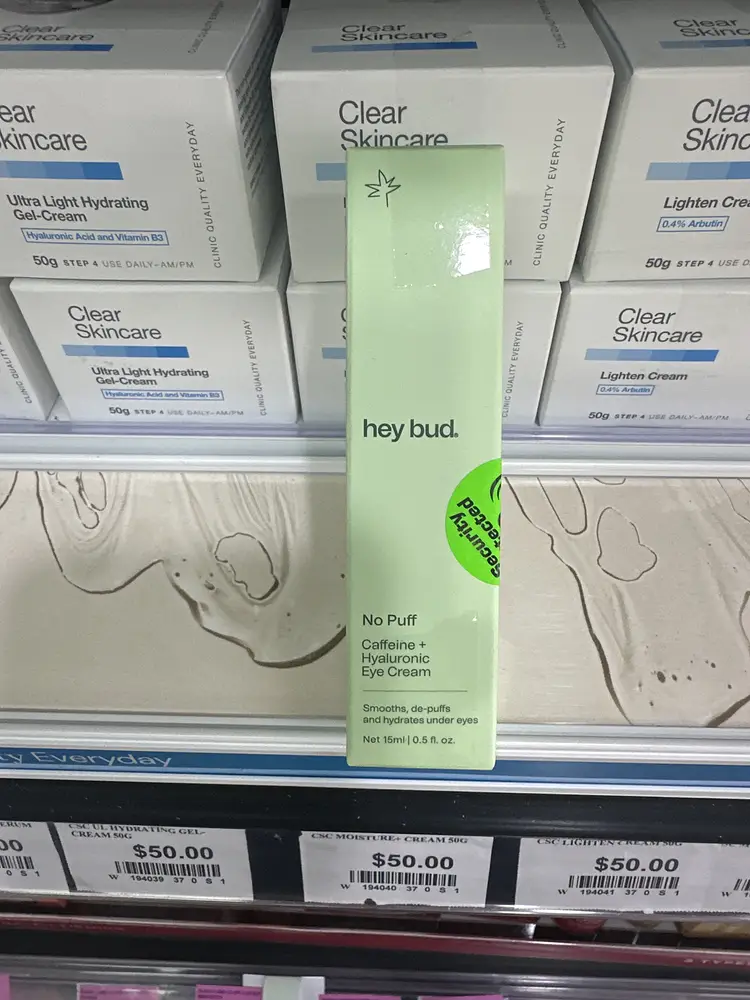 Clear
Skincare
Clear
Skincare
Clear
Skincare
Ultra Light Hydrating
Gel-Cream
Hyaluronic Acid and Vitamin B3
50g STEP 4 USE DAILY-AM/PM
CLINIC QUALITY EVERYDAY
CLINIC QUALITY EVERYDAY
Lighten
0.4% Arbutin
50g STEP 4 USE
Clear
Skincare
Ultra Light Hydrating
Gel-Cream
Hyaluronic Acid and Vitamin B3
50g STEP 4 USE DAILY-AM/PM
CLINIC QUALITY EVERYDAY
CLINIC QUALITY EVERYDAY
Clear
Skincare
Lighten Cream
0.4% Arbutin
50g STEP 4 USE DAILY-AM/PM
hey bud.
Security
No Puff
Caffeine +
Hyaluronic
Eye Cream
Smooths, de-puffs
and hydrates under eyes
Net 15ml | 0.5 fl. oz.
Everyday
CSC UL HYDRATING GEL-
CREAM 50G
$50.00
W 194039 37 0 S 1
CSC MOISTURE+ CREAM 50G
$50.00
W 194040 37 0 S 1
CSC LIGHTEN CREAM 50G
$50.00
W 194041 37 0 S 1